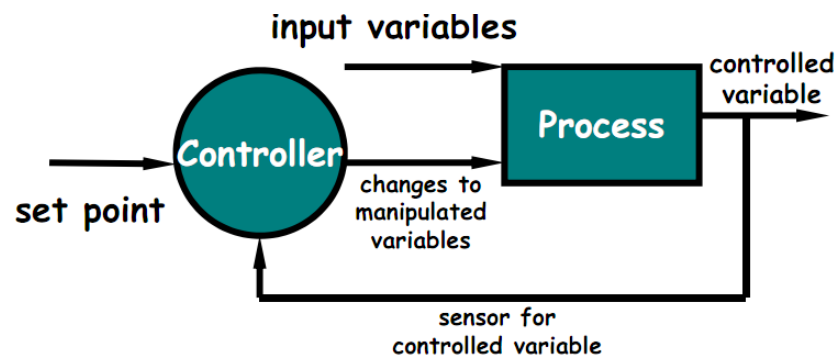 input variables
controlled
variable
Process
Controller
set point
changes to
manipulated
variables
sensor for
controlled variable